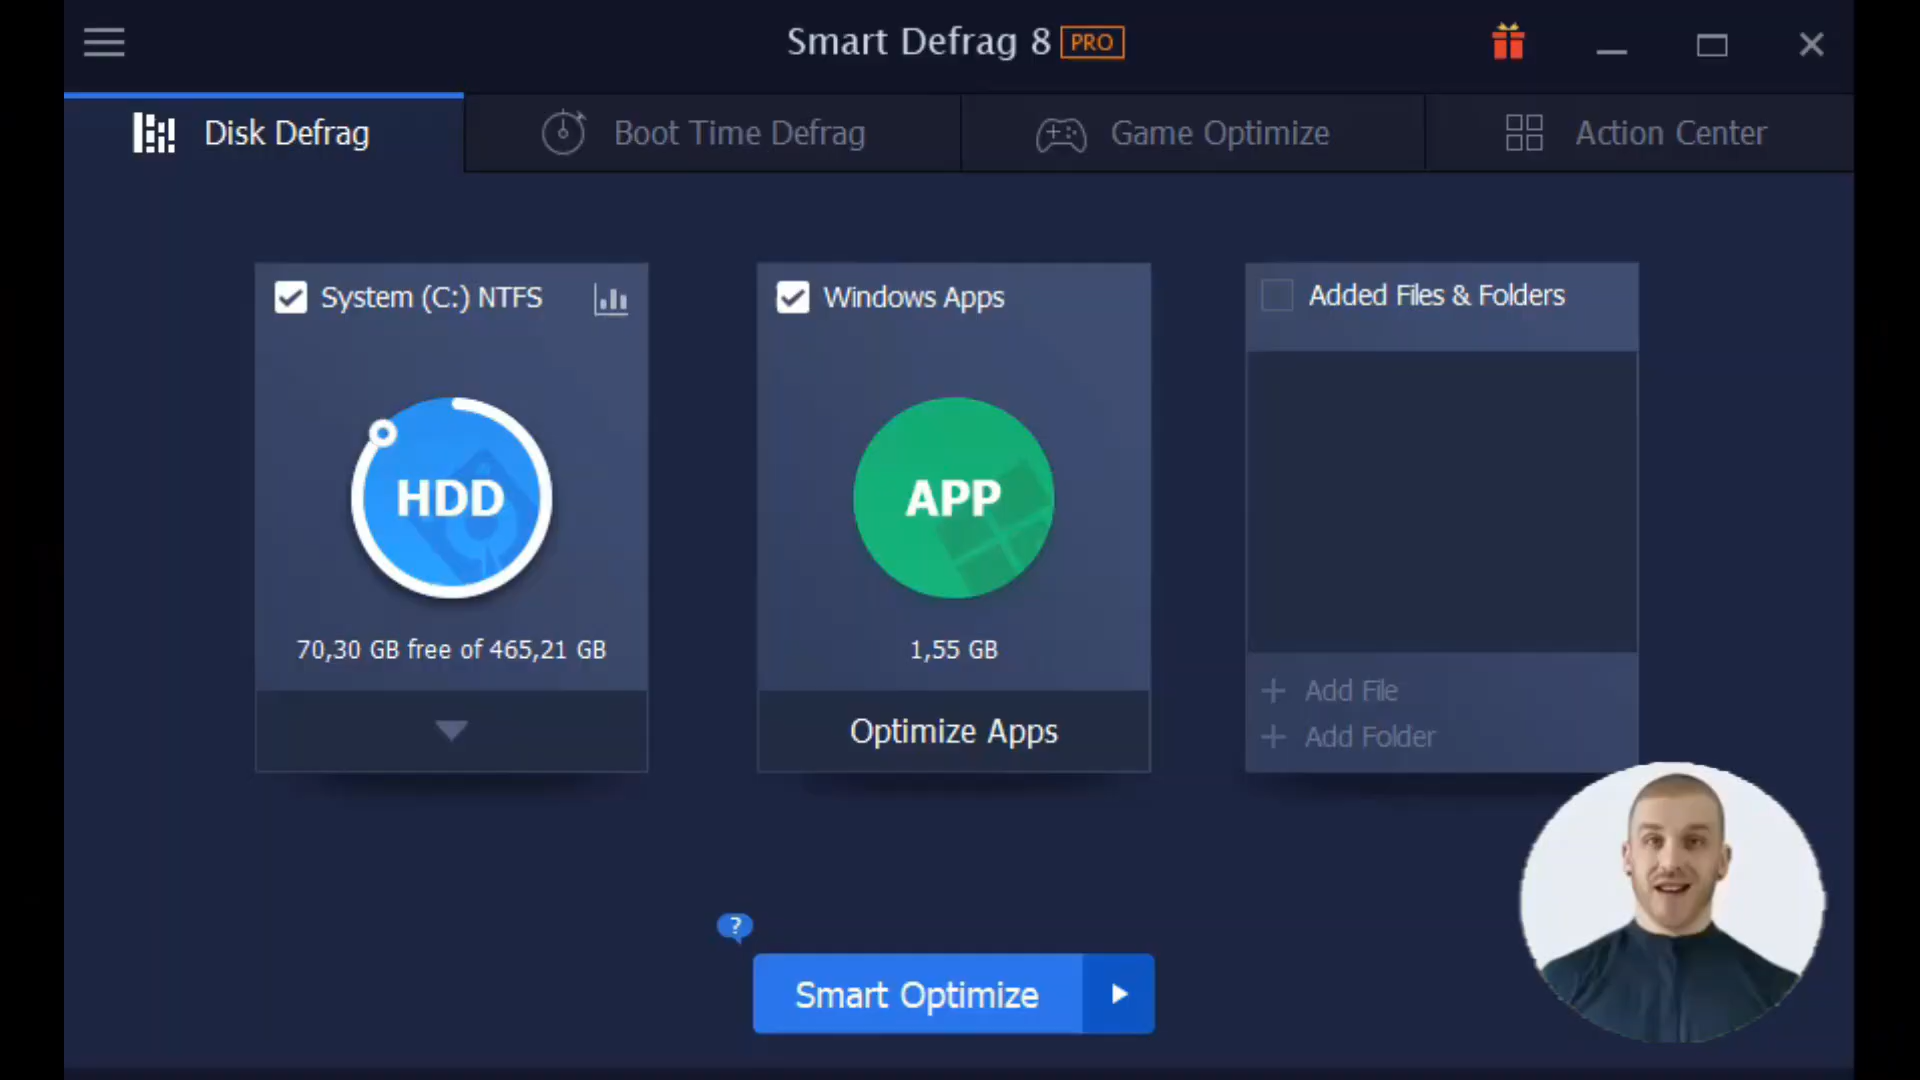 Smart Defrag 8 PRO
Disk Defrag
Boot Time Defrag
Game Optimize
Action Center
System (C:) NTFS
Windows Apps
Added Files & Folders
HDD
APP
70,30 GB free of 465,21 GB
1,55 GB
Optimize Apps
+ Add File
+ Add Folder
?
Smart Optimize